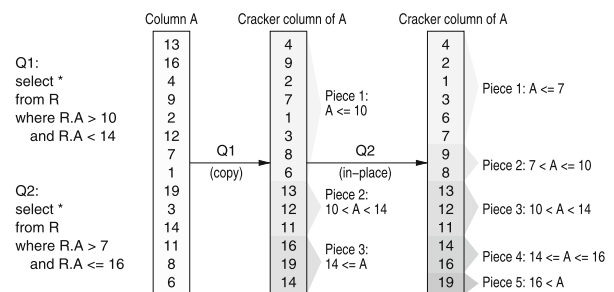 Column A
Cracker column of A
Cracker column of A
Q1:
select *
from R
where R.A > 10
and R.A < 14
Q2:
select *
from R
where R.A > 7
and R.A <= 16
13
16
4
9
2
12
7
1
19
3
14
11
8
6
Q1
(copy)
4
9
2
7
1
3
8
6
13
12
11
16
19
14
Piece 1:
A <= 10
Q2
(in-place)
Piece 2:
10 < A < 14
Piece 3:
14 <= A
4
2
1
3
6
7
9
8
13
12
11
14
16
19
Piece 1: A <= 7
Piece 2: 7 < A <= 10
Piece 3: 10 < A < 14
Piece 4: 14 <= A <= 16
Piece 5: 16 < A